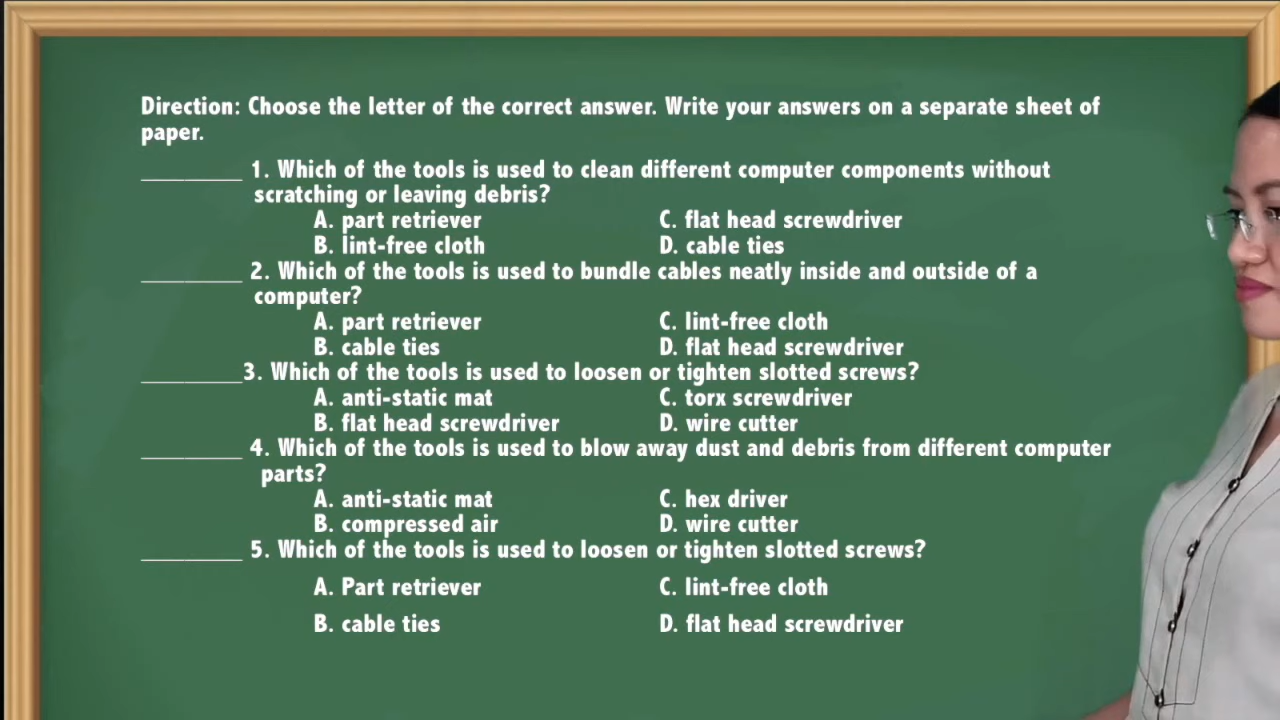 Direction: Choose the letter of the correct answer. Write your answers on a separate sheet of
paper.
_________ 1. Which of the tools is used to clean different computer components without
scratching or leaving debris?
A. part retriever C. flat head screwdriver
B. lint-free cloth D. cable ties
_________ 2. Which of the tools is used to bundle cables neatly inside and outside of a
computer?
A. part retriever C. lint-free cloth
B. cable ties D. flat head screwdriver
_________3. Which of the tools is used to loosen or tighten slotted screws?
A. anti-static mat C. torx screwdriver
B. flat head screwdriver D. wire cutter
_________ 4. Which of the tools is used to blow away dust and debris from different computer
parts?
A. anti-static mat C. hex driver
B. compressed air D. wire cutter
_________ 5. Which of the tools is used to loosen or tighten slotted screws?
A. Part retriever C. lint-free cloth
B. cable ties D. flat head screwdriver